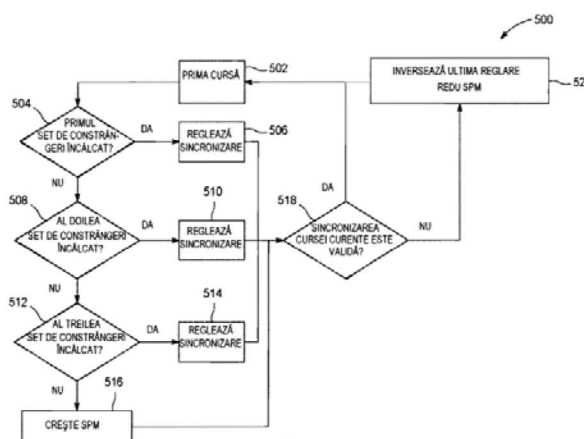 500
PRIMA CURSĂ
502
INVERSEAZĂ ULTIMA REGLARE
REDU SPM
52
504
PRIMUL
SET DE CONSTRÂN-
GERI ÎNCĂLCAT?
DA
REGLEAZĂ
SINCRONIZARE
506
NU
508
AL DOILEA
SET DE CONSTRÂNGERI
ÎNCĂLCAT?
DA
510
REGLEAZĂ
SINCRONIZARE
518
DA
SINCRONIZAREA
CURSEI CURENTE ESTE
VALIDĂ?
NU
NU
512
AL TREILEA
SET DE CONSTRÂNGERI
ÎNCĂLCAT?
DA
514
REGLEAZĂ
SINCRONIZARE
NU
516
CREŞTE SPM